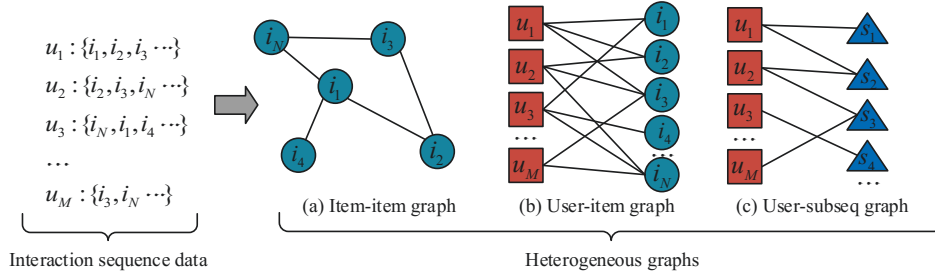 u1 : {i1, i2, i3 ···}
u2 : {i2, i3, iN ···}
u3 : {iN, i1, i4 ···}
...
uM : {i3, iN ···}
Interaction sequence data
iN
i3
i1
i4
i2
(a) Item-item graph
u1
u2
u3
...
uM
i1
i2
i3
i4
...
iN
(b) User-item graph
u1
u2
u3
...
uM
s1
s2
s3
s4
...
(c) User-subseq graph
Heterogeneous graphs